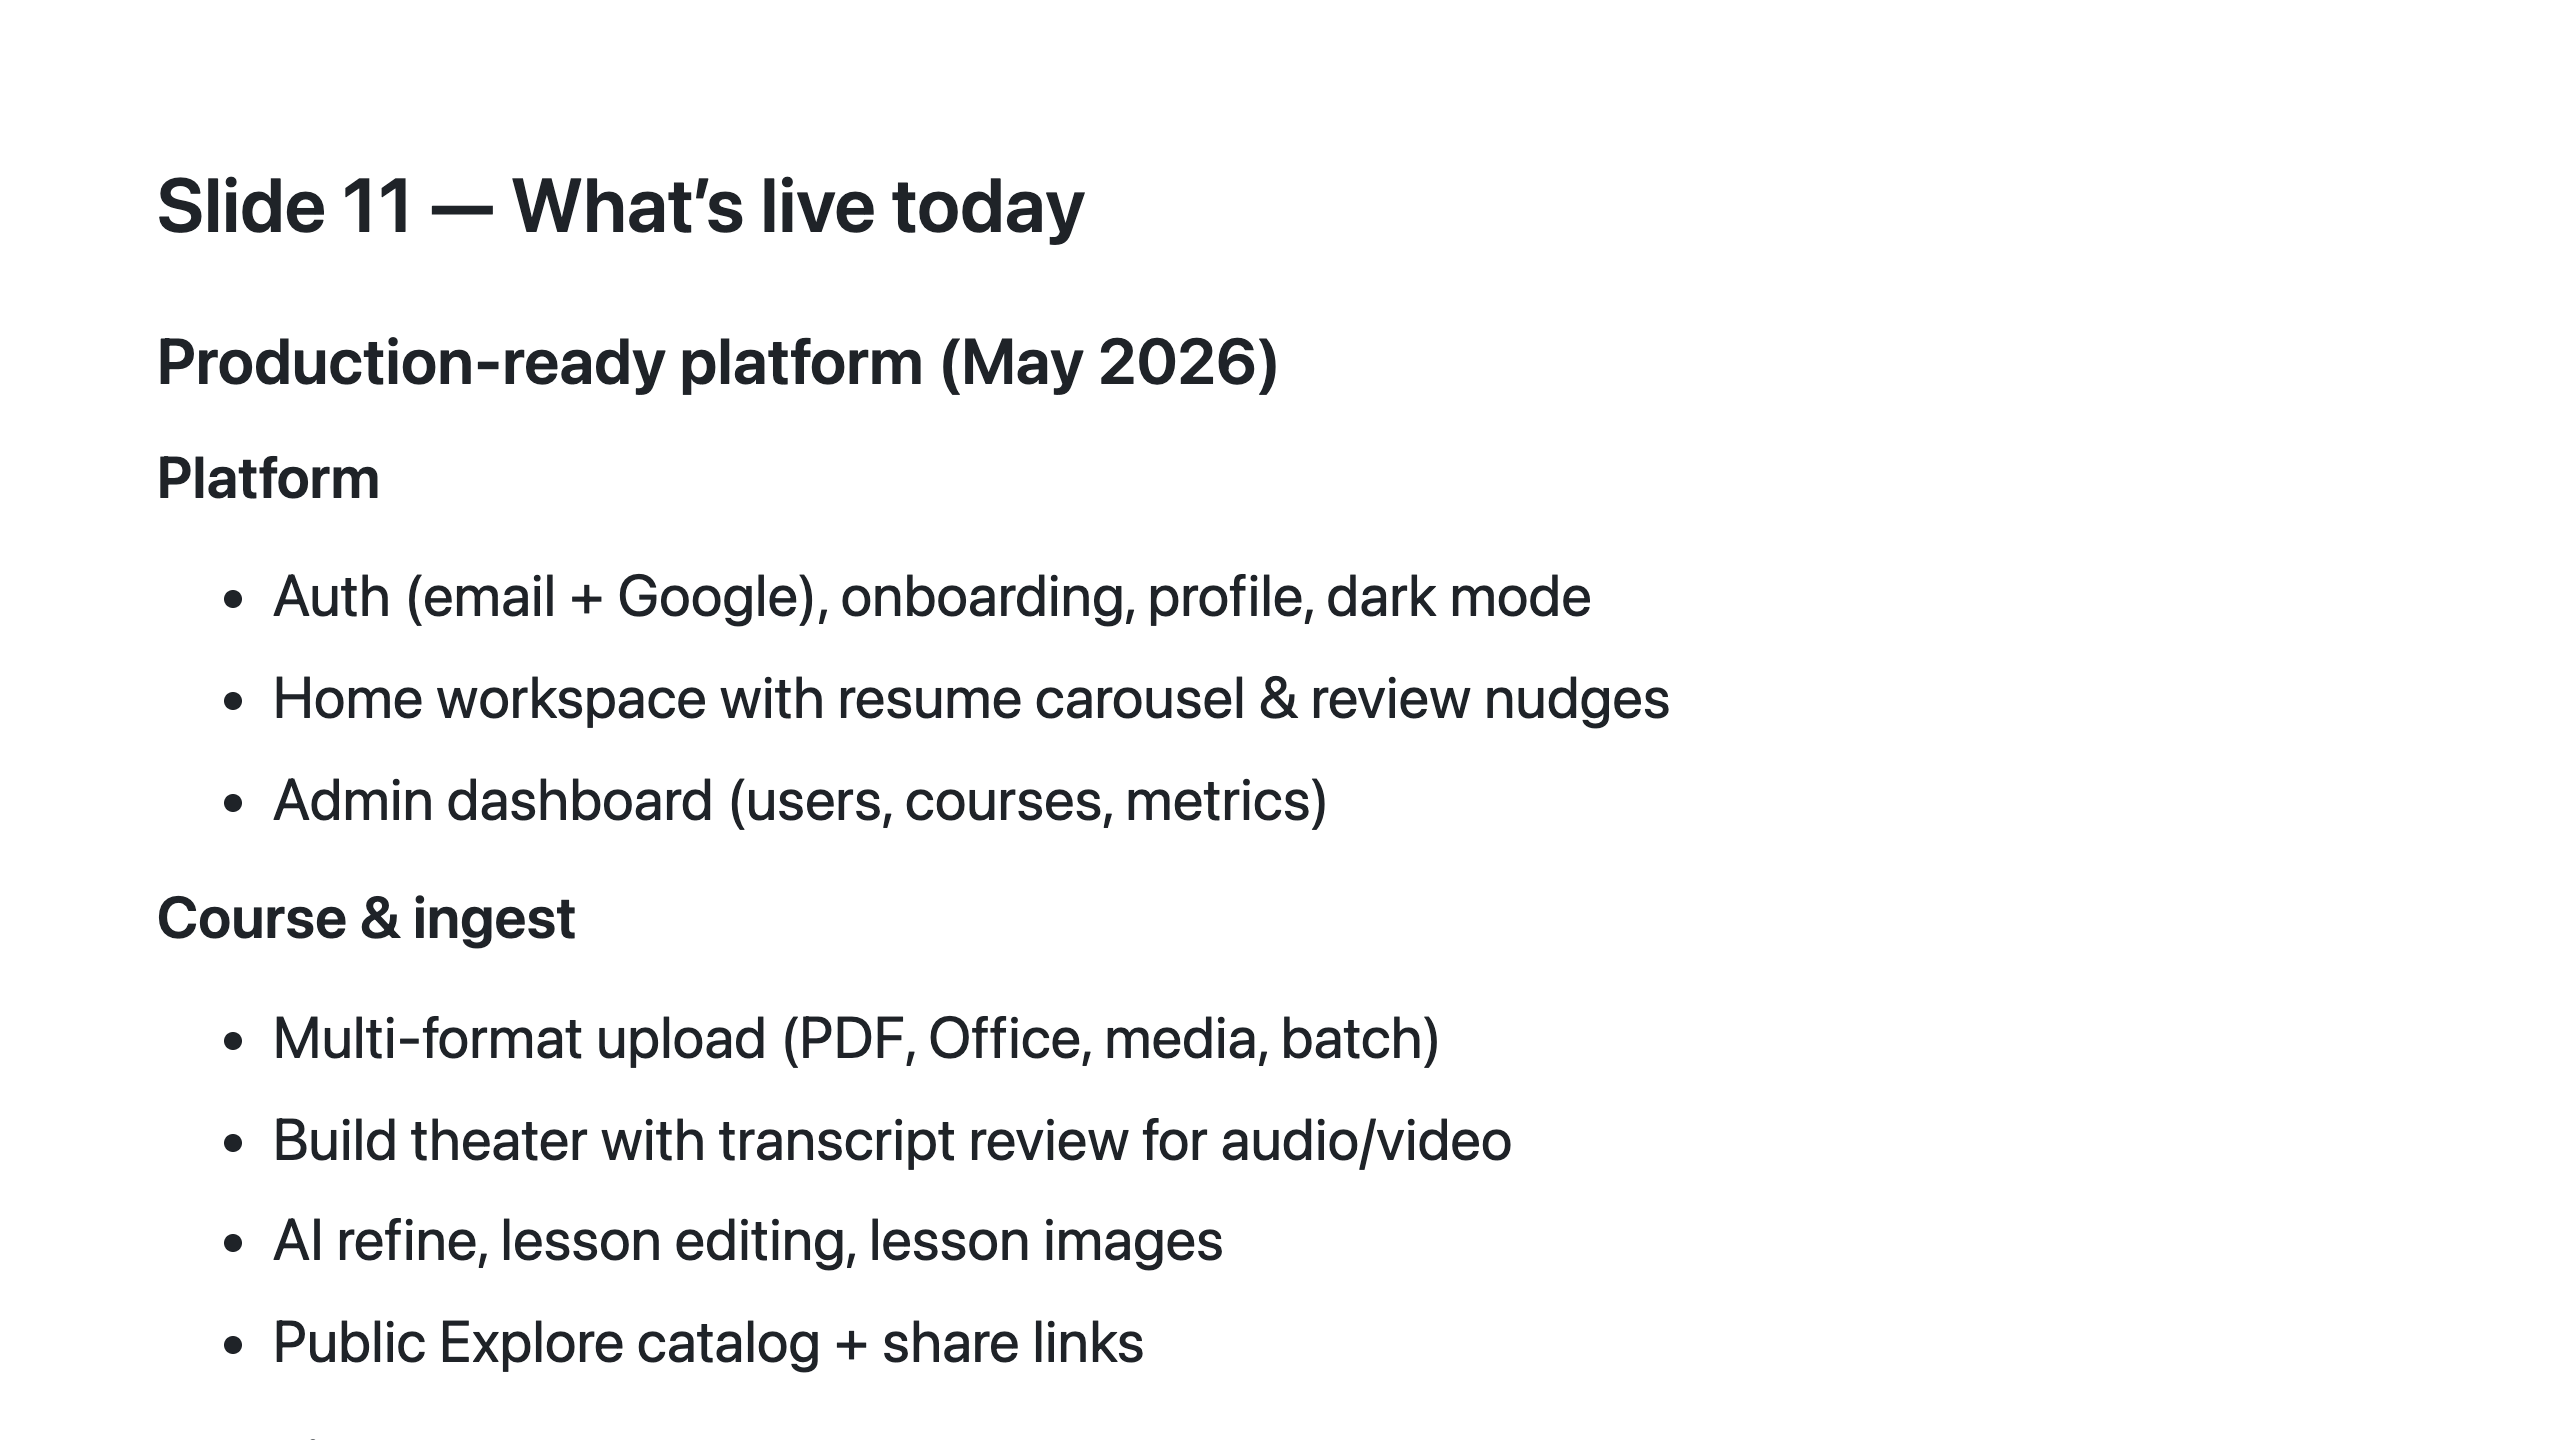 Slide 11 — What’s live today
Production-ready platform (May 2026)
Platform
• Auth (email + Google), onboarding, profile, dark mode
• Home workspace with resume carousel & review nudges
• Admin dashboard (users, courses, metrics)
Course & ingest
• Multi-format upload (PDF, Office, media, batch)
• Build theater with transcript review for audio/video
• AI refine, lesson editing, lesson images
• Public Explore catalog + share links